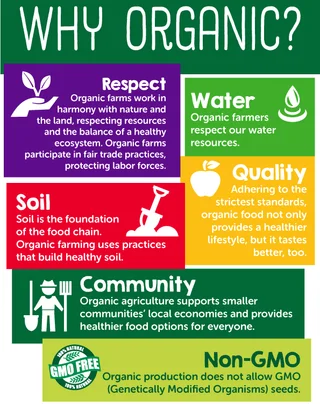 WHY ORGANIC?
Respect
Organic farms work in
harmony with nature and
the land, respecting resources
and the balance of a healthy
ecosystem. Organic farms
participate in fair trade practices,
protecting labor forces.
Water
Organic farmers
respect our water
resources.
Quality
Adhering to the
strictest standards,
organic food not only
provides a healthier
lifestyle, but it tastes
better, too.
Soil
Soil is the foundation
of the food chain.
Organic farming uses practices
that build healthy soil.
Community
Organic agriculture supports smaller
communities' local economies and provides
healthier food options for everyone.
100% NATURAL
GMO FREE
100% NATURAL
Non-GMO
Organic production does not allow GMO
(Genetically Modified Organisms) seeds.